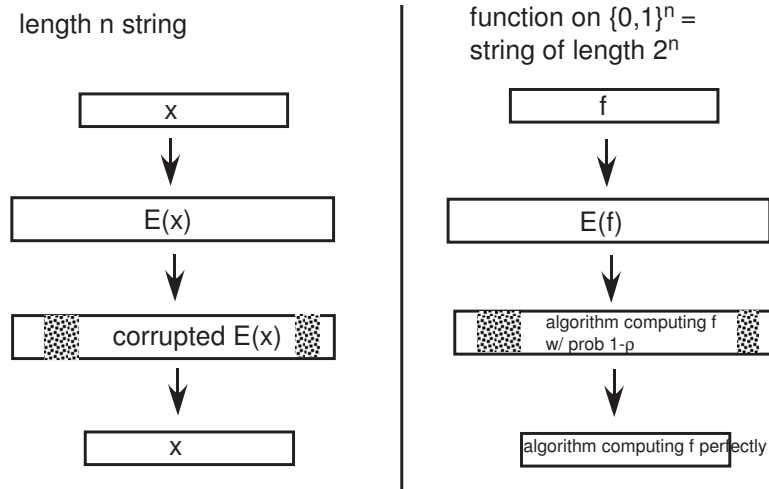 length n string
x
E(x)
corrupted E(x)
x
function on {0,1}ⁿ =
string of length 2ⁿ
f
E(f)
algorithm computing f
w/ prob 1-ρ
algorithm computing f perfectly